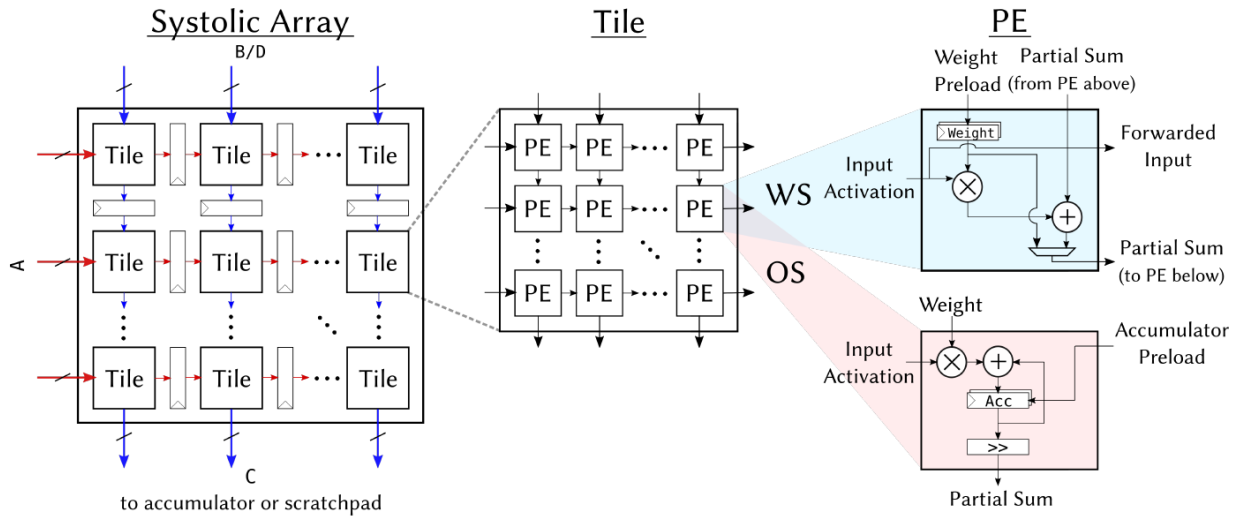 Systolic Array
B/D
Tile Tile Tile
Tile Tile Tile
Tile Tile Tile
A
C
to accumulator or scratchpad
Tile
PE PE PE
PE PE PE
PE PE PE
WS
OS
PE
Weight
Preload
Partial Sum
(from PE above)
Weight
Input
Activation
Forwarded
Input
Partial Sum
(to PE below)
Weight
Input
Activation
Accumulator
Preload
Acc
>>
Partial Sum